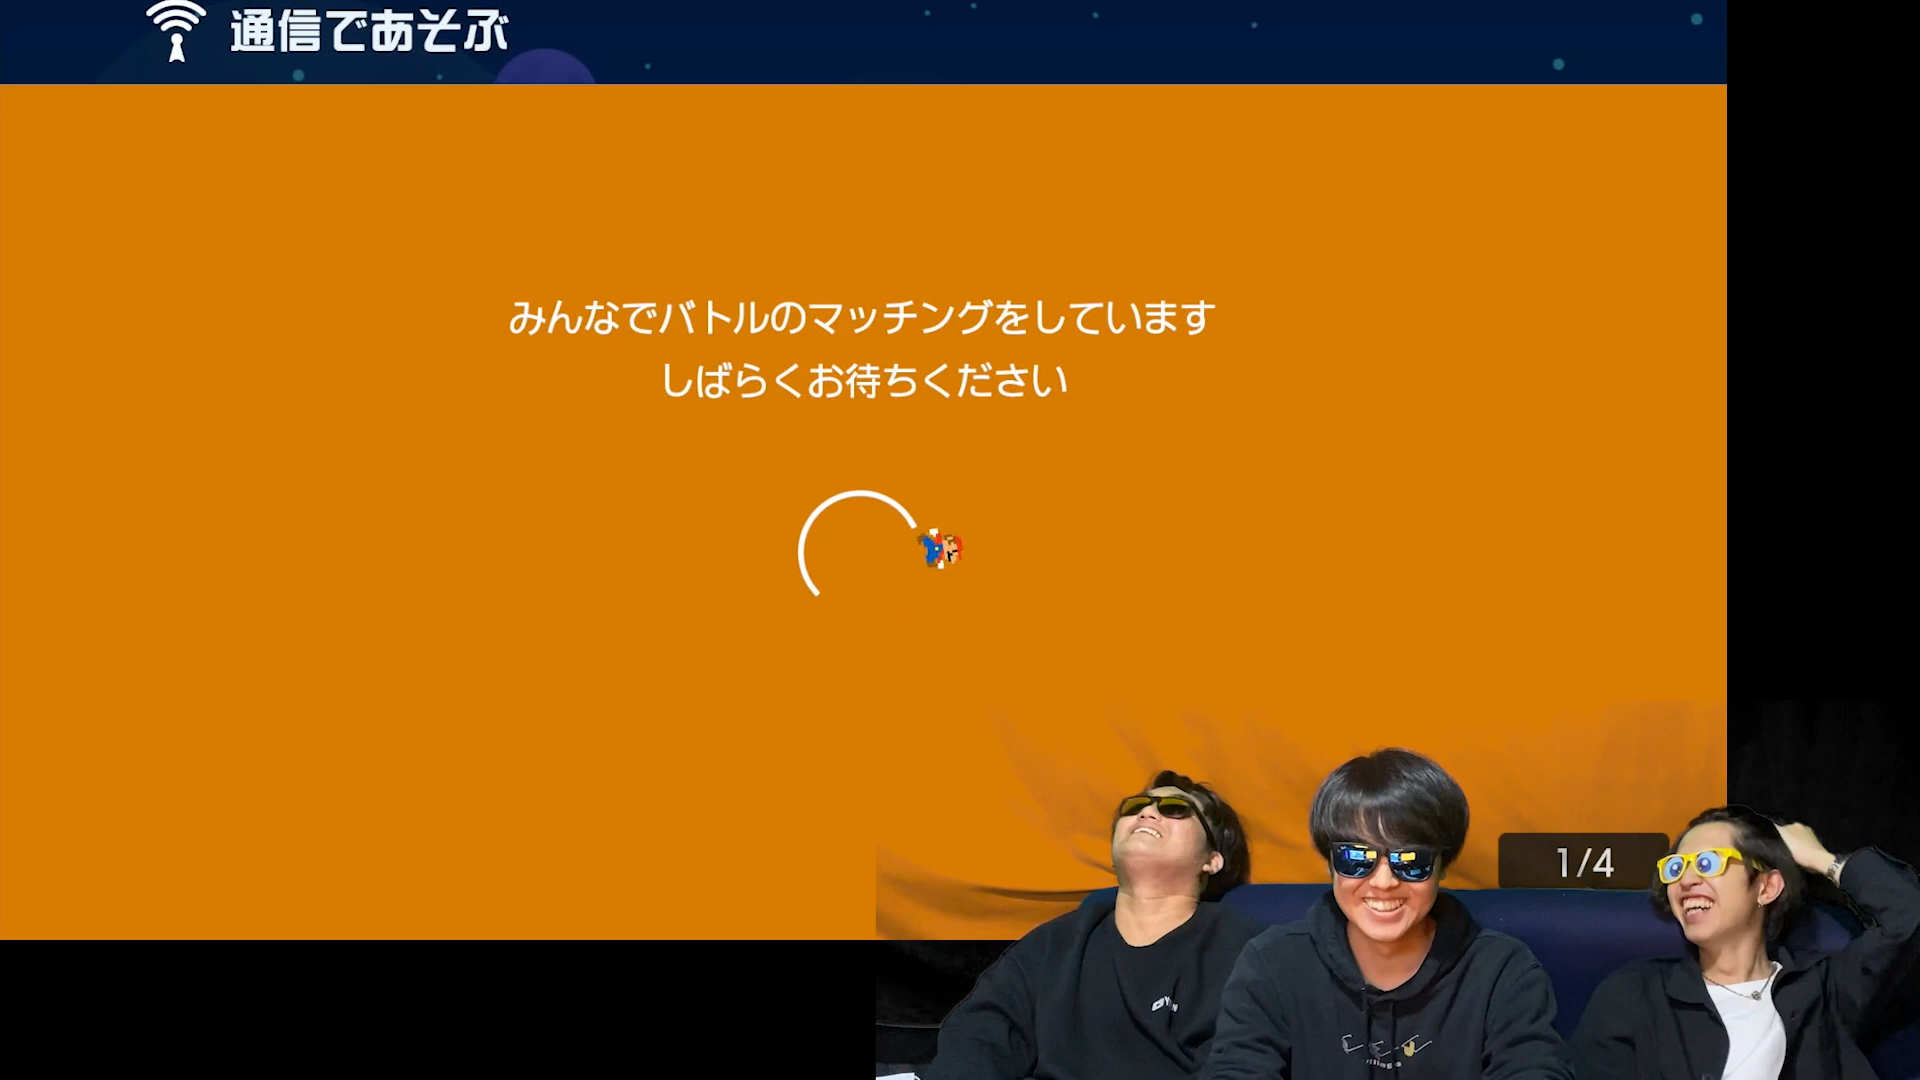 通信であそぶ
みんなでバトルのマッチングをしています
しばらくお待ちください
1/4